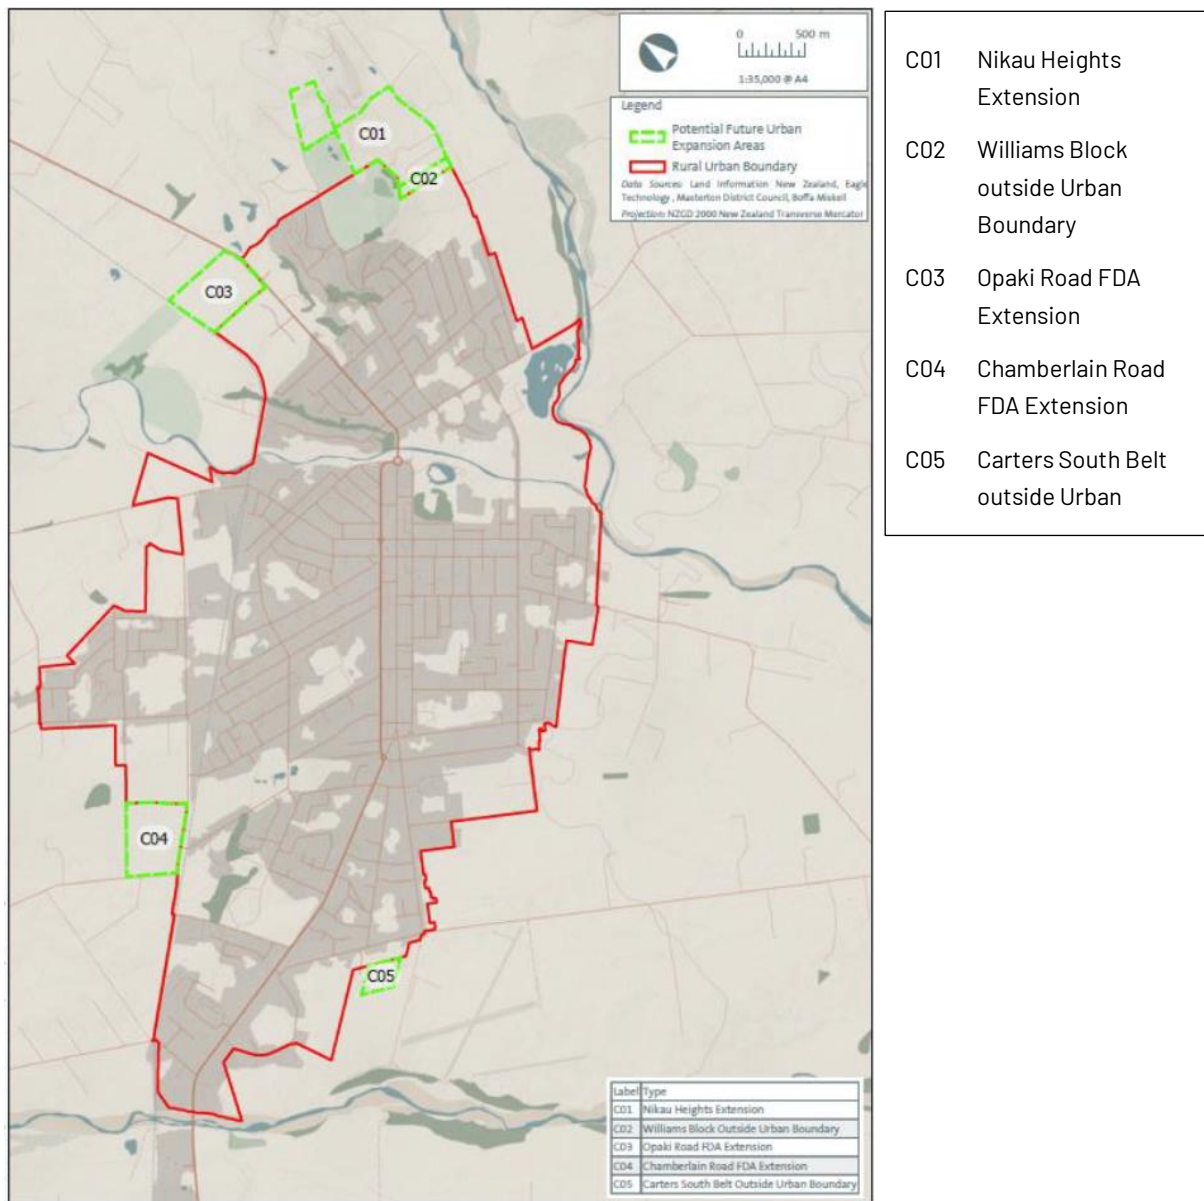 0 500 m
1:35,000 @ A4
Legend
Potential Future Urban
Expansion Areas
Rural Urban Boundary
Data Sources: Land Information New Zealand, Eagle
Technology, Masterton District Council, Boffa Miskell
Projection: NZGD 2000 New Zealand Transverse Mercator
C01
C02
C03
C04
C05
Label Type
C01 Nikau Heights Extension
C02 Williams Block Outside Urban Boundary
C03 Opaki Road FDA Extension
C04 Chamberlain Road FDA Extension
C05 Carters South Belt Outside Urban Boundary
C01 Nikau Heights
Extension
C02 Williams Block
outside Urban
Boundary
C03 Opaki Road FDA
Extension
C04 Chamberlain Road
FDA Extension
C05 Carters South Belt
outside Urban